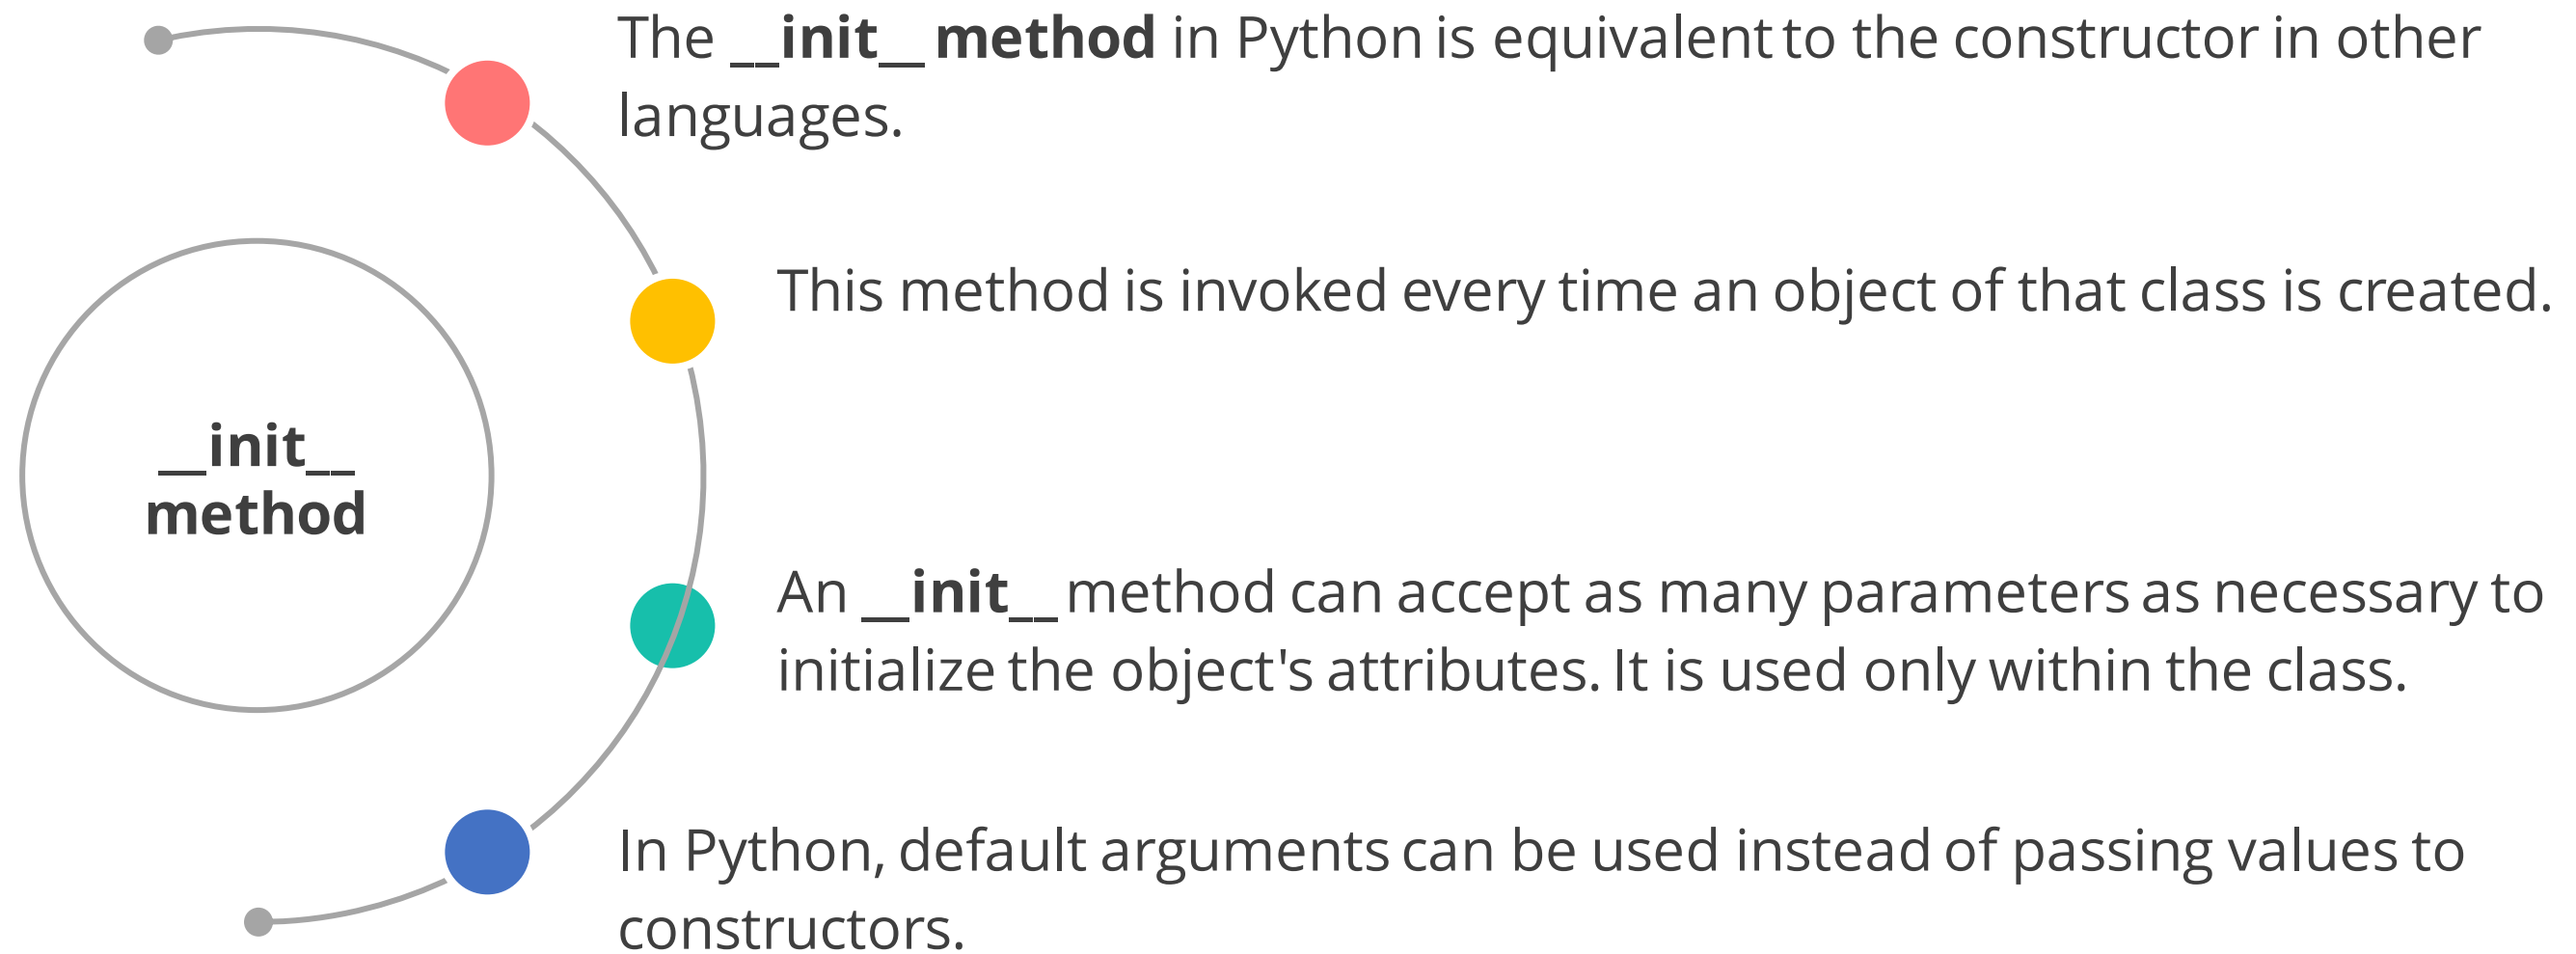 The __init__ method in Python is equivalent to the constructor in other
languages.
This method is invoked every time an object of that class is created.
__init__
method
An __init__ method can accept as many parameters as necessary to
initialize the object's attributes. It is used only within the class.
In Python, default arguments can be used instead of passing values to
constructors.